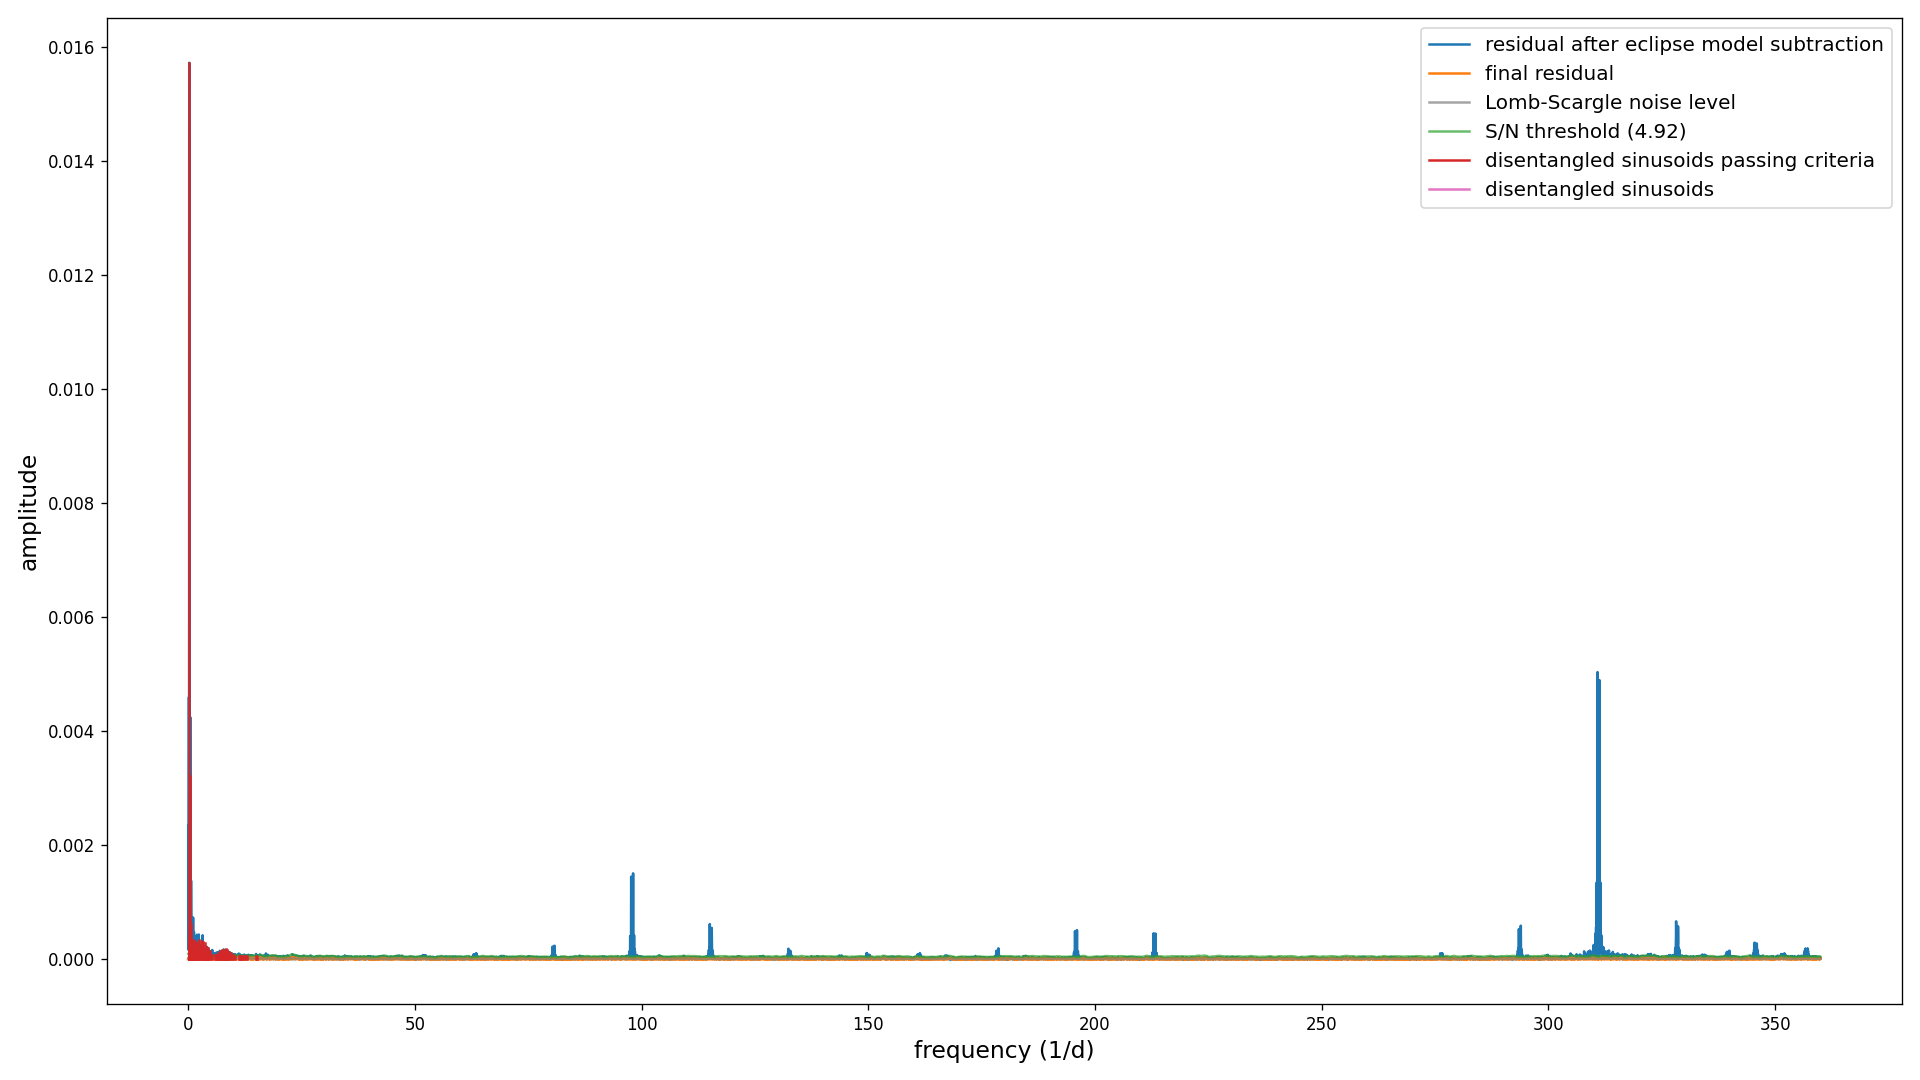 residual after eclipse model subtraction
final residual
Lomb-Scargle noise level
S/N threshold (4.92)
disentangled sinusoids passing criteria
disentangled sinusoids
0.016
0.014
0.012
0.010
0.008
0.006
0.004
0.002
0.000
amplitude
0 50 100 150 200 250 300 350
frequency (1/d)